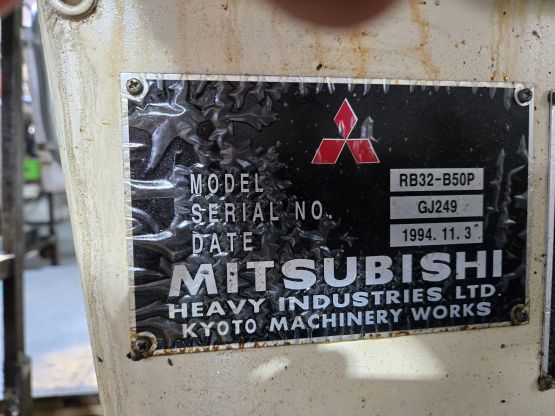 MODEL RB32-B50P
SERIAL NO. GJ249
DATE 1994. 11. 3
MITSUBISHI
HEAVY INDUSTRIES LTD
KYOTO MACHINERY WORKS